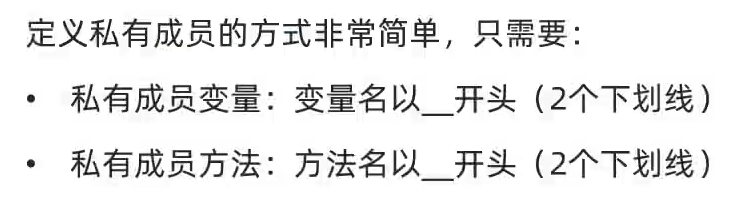 定义私有成员的方式非常简单，只需要：
• 私有成员变量：变量名以__开头（2个下划线）
• 私有成员方法：方法名以__开头（2个下划线）